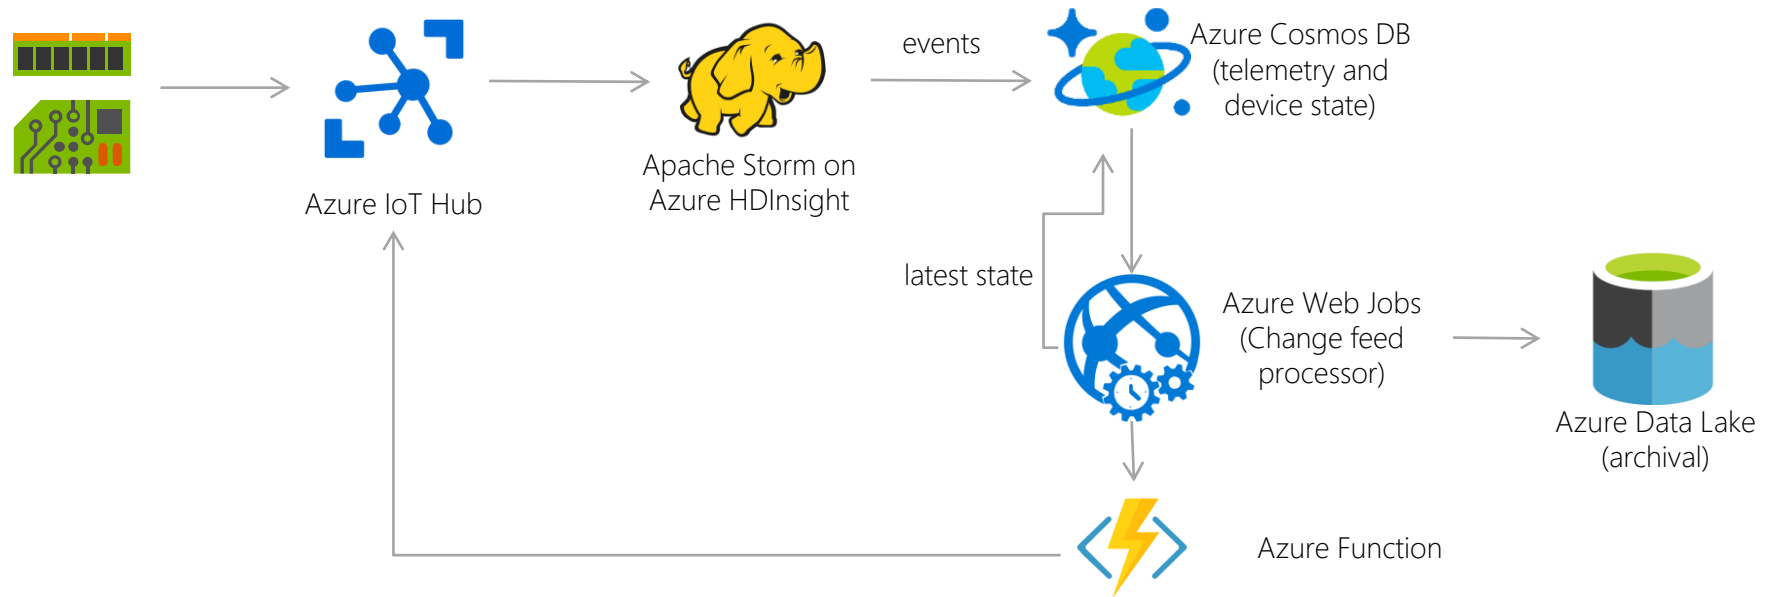 events
Azure Cosmos DB
(telemetry and
device state)
Apache Storm on
Azure HDInsight
Azure IoT Hub
latest state
Azure Web Jobs
(Change feed
processor)
Azure Data Lake
(archival)
Azure Function